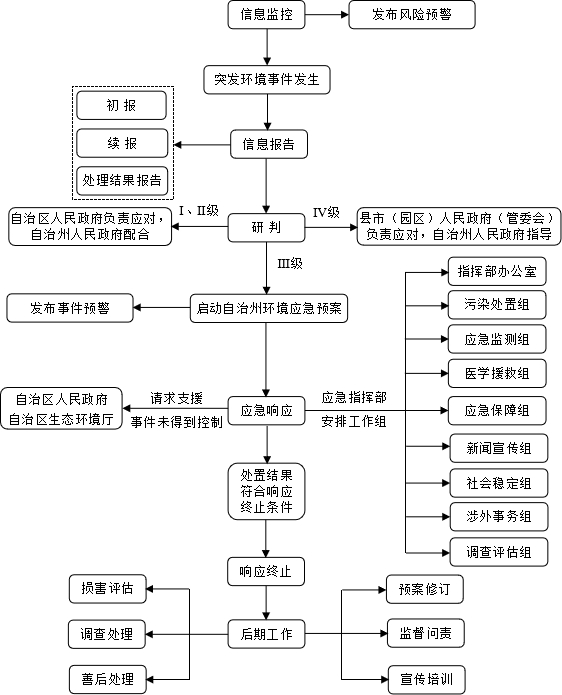 信息监控
发布风险预警
突发环境事件发生
初 报
续 报
处理结果报告
信息报告
Ⅰ、Ⅱ级
Ⅳ级
自治区人民政府负责应对，
自治州人民政府配合
研 判
县市（园区）人民政府（管委会）
负责应对，自治州人民政府指导
Ⅲ级
指挥部办公室
发布事件预警
启动自治州环境应急预案
污染处置组
应急监测组
医学援救组
自治区人民政府
自治区生态环境厅
请求支援
事件未得到控制
应急响应
应急指挥部
安排工作组
应急保障组
新闻宣传组
处置结果
符合响应
终止条件
社会稳定组
涉外事务组
调查评估组
响应终止
损害评估
预案修订
调查处理
后期工作
监督问责
善后处理
宣传培训